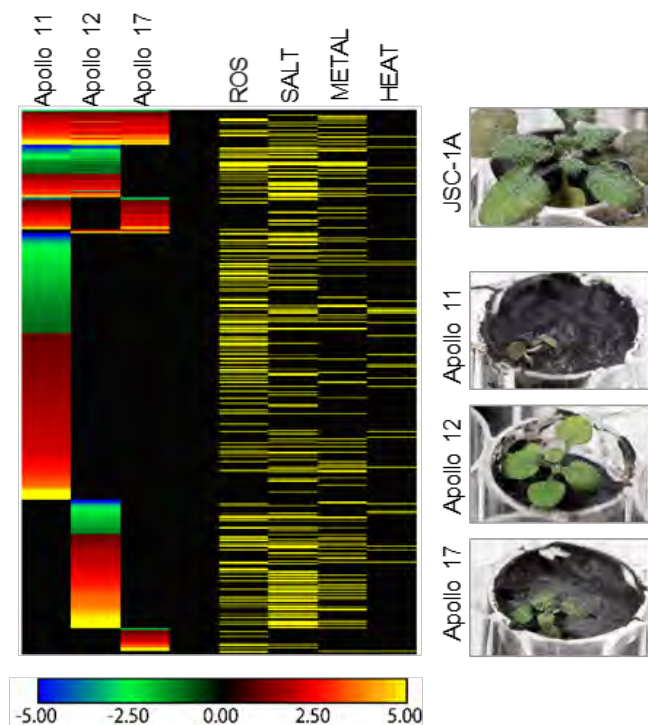 Apollo 11
Apollo 12
Apollo 17
ROS
SALT
METAL
HEAT
JSC-1A
Apollo 11
Apollo 12
Apollo 17
-5.00 -2.50 0.00 2.50 5.00